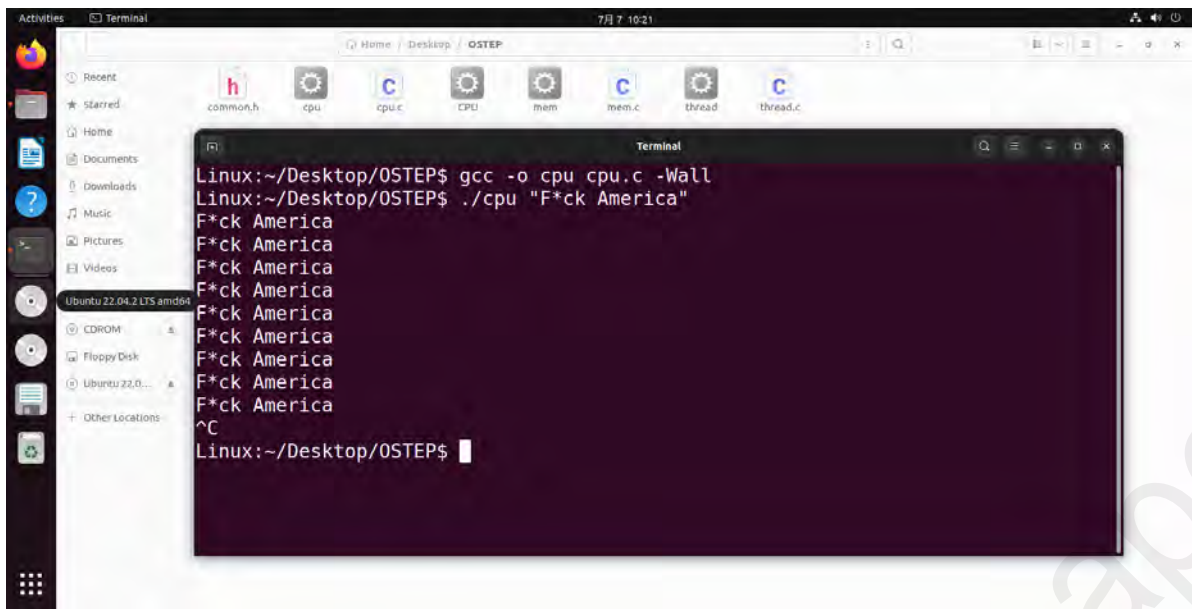 Activities Terminal 7月 7 10:21
Home / Desktop / OSTEP
Recent
Starred
Home
Documents
Downloads
Music
Pictures
Videos
Ubuntu 22.04.2 LTS amd64
CDROM
Floppy Disk
Ubuntu 22.0...
+ Other Locations
common.h cpu cpu.c CPU mem mem.c thread thread.c
Terminal
Linux:~/Desktop/OSTEP$ gcc -o cpu cpu.c -Wall
Linux:~/Desktop/OSTEP$ ./cpu "F*ck America"
F*ck America
F*ck America
F*ck America
F*ck America
F*ck America
F*ck America
F*ck America
F*ck America
F*ck America
^C
Linux:~/Desktop/OSTEP$